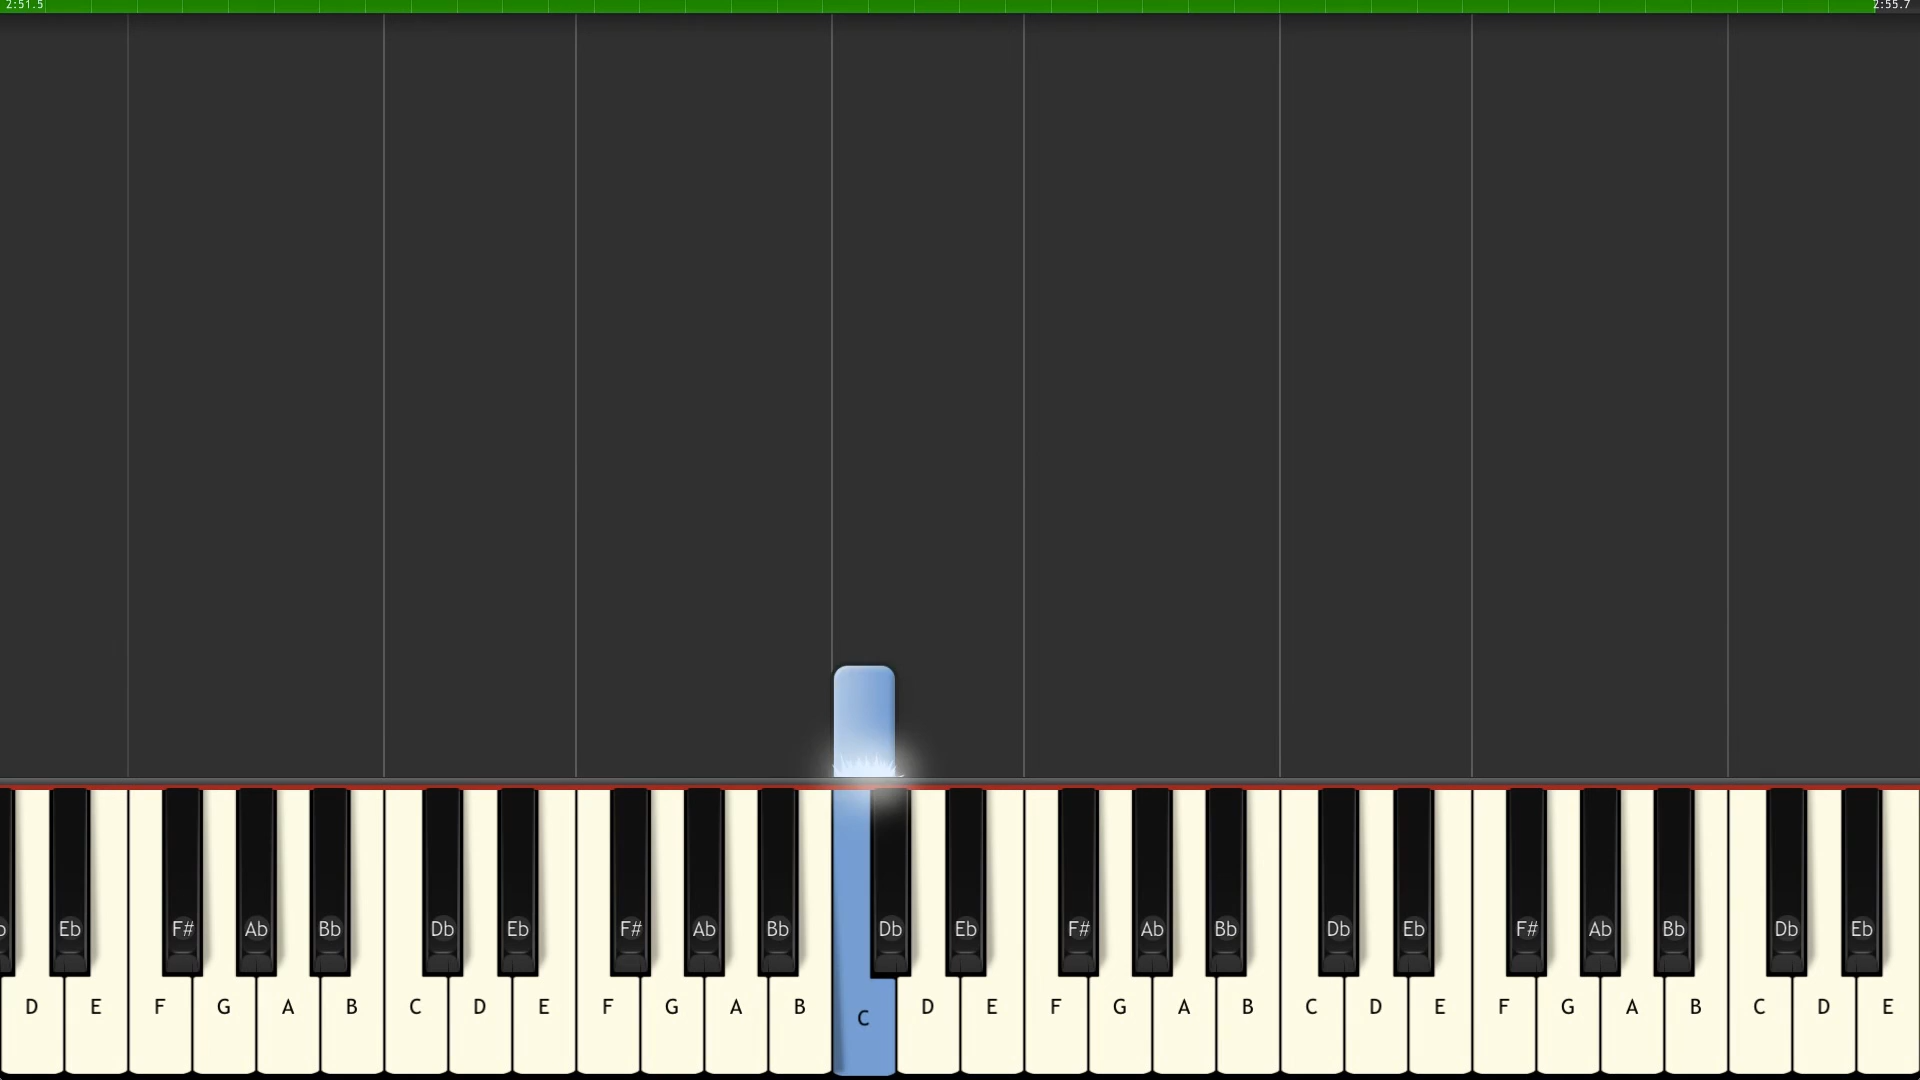 2:51.5 2:55.7
Eb F# Ab Bb Db Eb F# Ab Bb Db Eb F# Ab Bb Db Eb F# Ab Bb Db Eb
D E F G A B C D E F G A B C D E F G A B C D E F G A B C D E